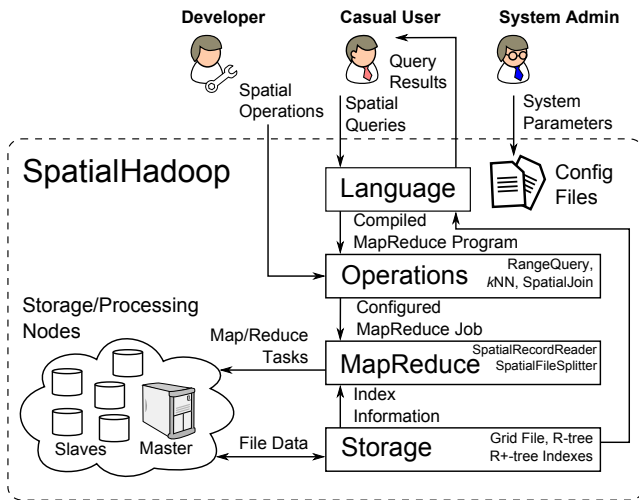 Developer
Casual User
System Admin
Query
Results
Spatial
Operations
Spatial
Queries
System
Parameters
SpatialHadoop
Language
Config
Files
Compiled
MapReduce Program
Operations
RangeQuery,
kNN, SpatialJoin
Storage/Processing
Nodes
Configured
MapReduce Job
Map/Reduce
Tasks
MapReduce
SpatialRecordReader
SpatialFileSplitter
Index
Information
Slaves
Master
File Data
Storage
Grid File, R-tree
R+-tree Indexes